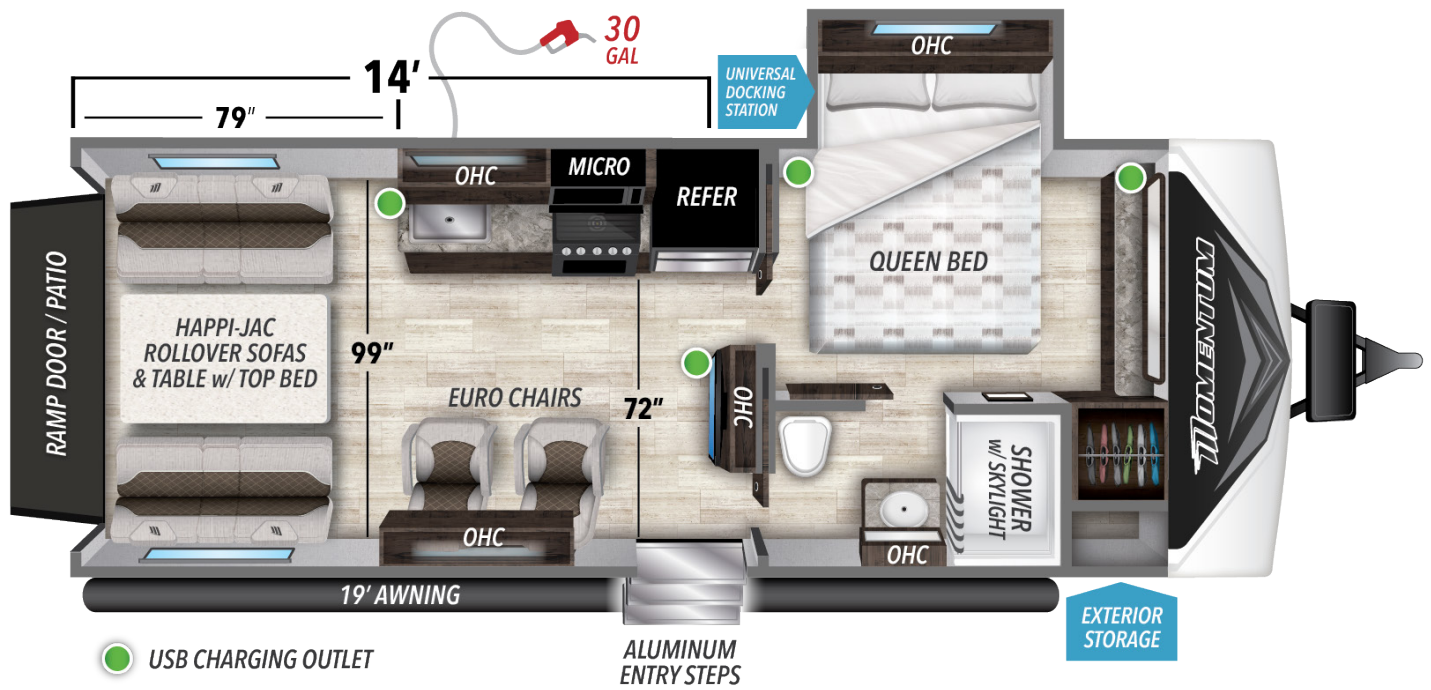 30
GAL
14'
79"
UNIVERSAL
DOCKING
STATION
OHC
OHC
MICRO
REFER
QUEEN BED
RAMP DOOR / PATIO
HAPPI-JAC
ROLLOVER SOFAS
& TABLE w/ TOP BED
99"
EURO CHAIRS
72"
OHC
MOMENTUM
SHOWER
w/ SKYLIGHT
OHC
OHC
19' AWNING
EXTERIOR
STORAGE
USB CHARGING OUTLET
ALUMINUM
ENTRY STEPS